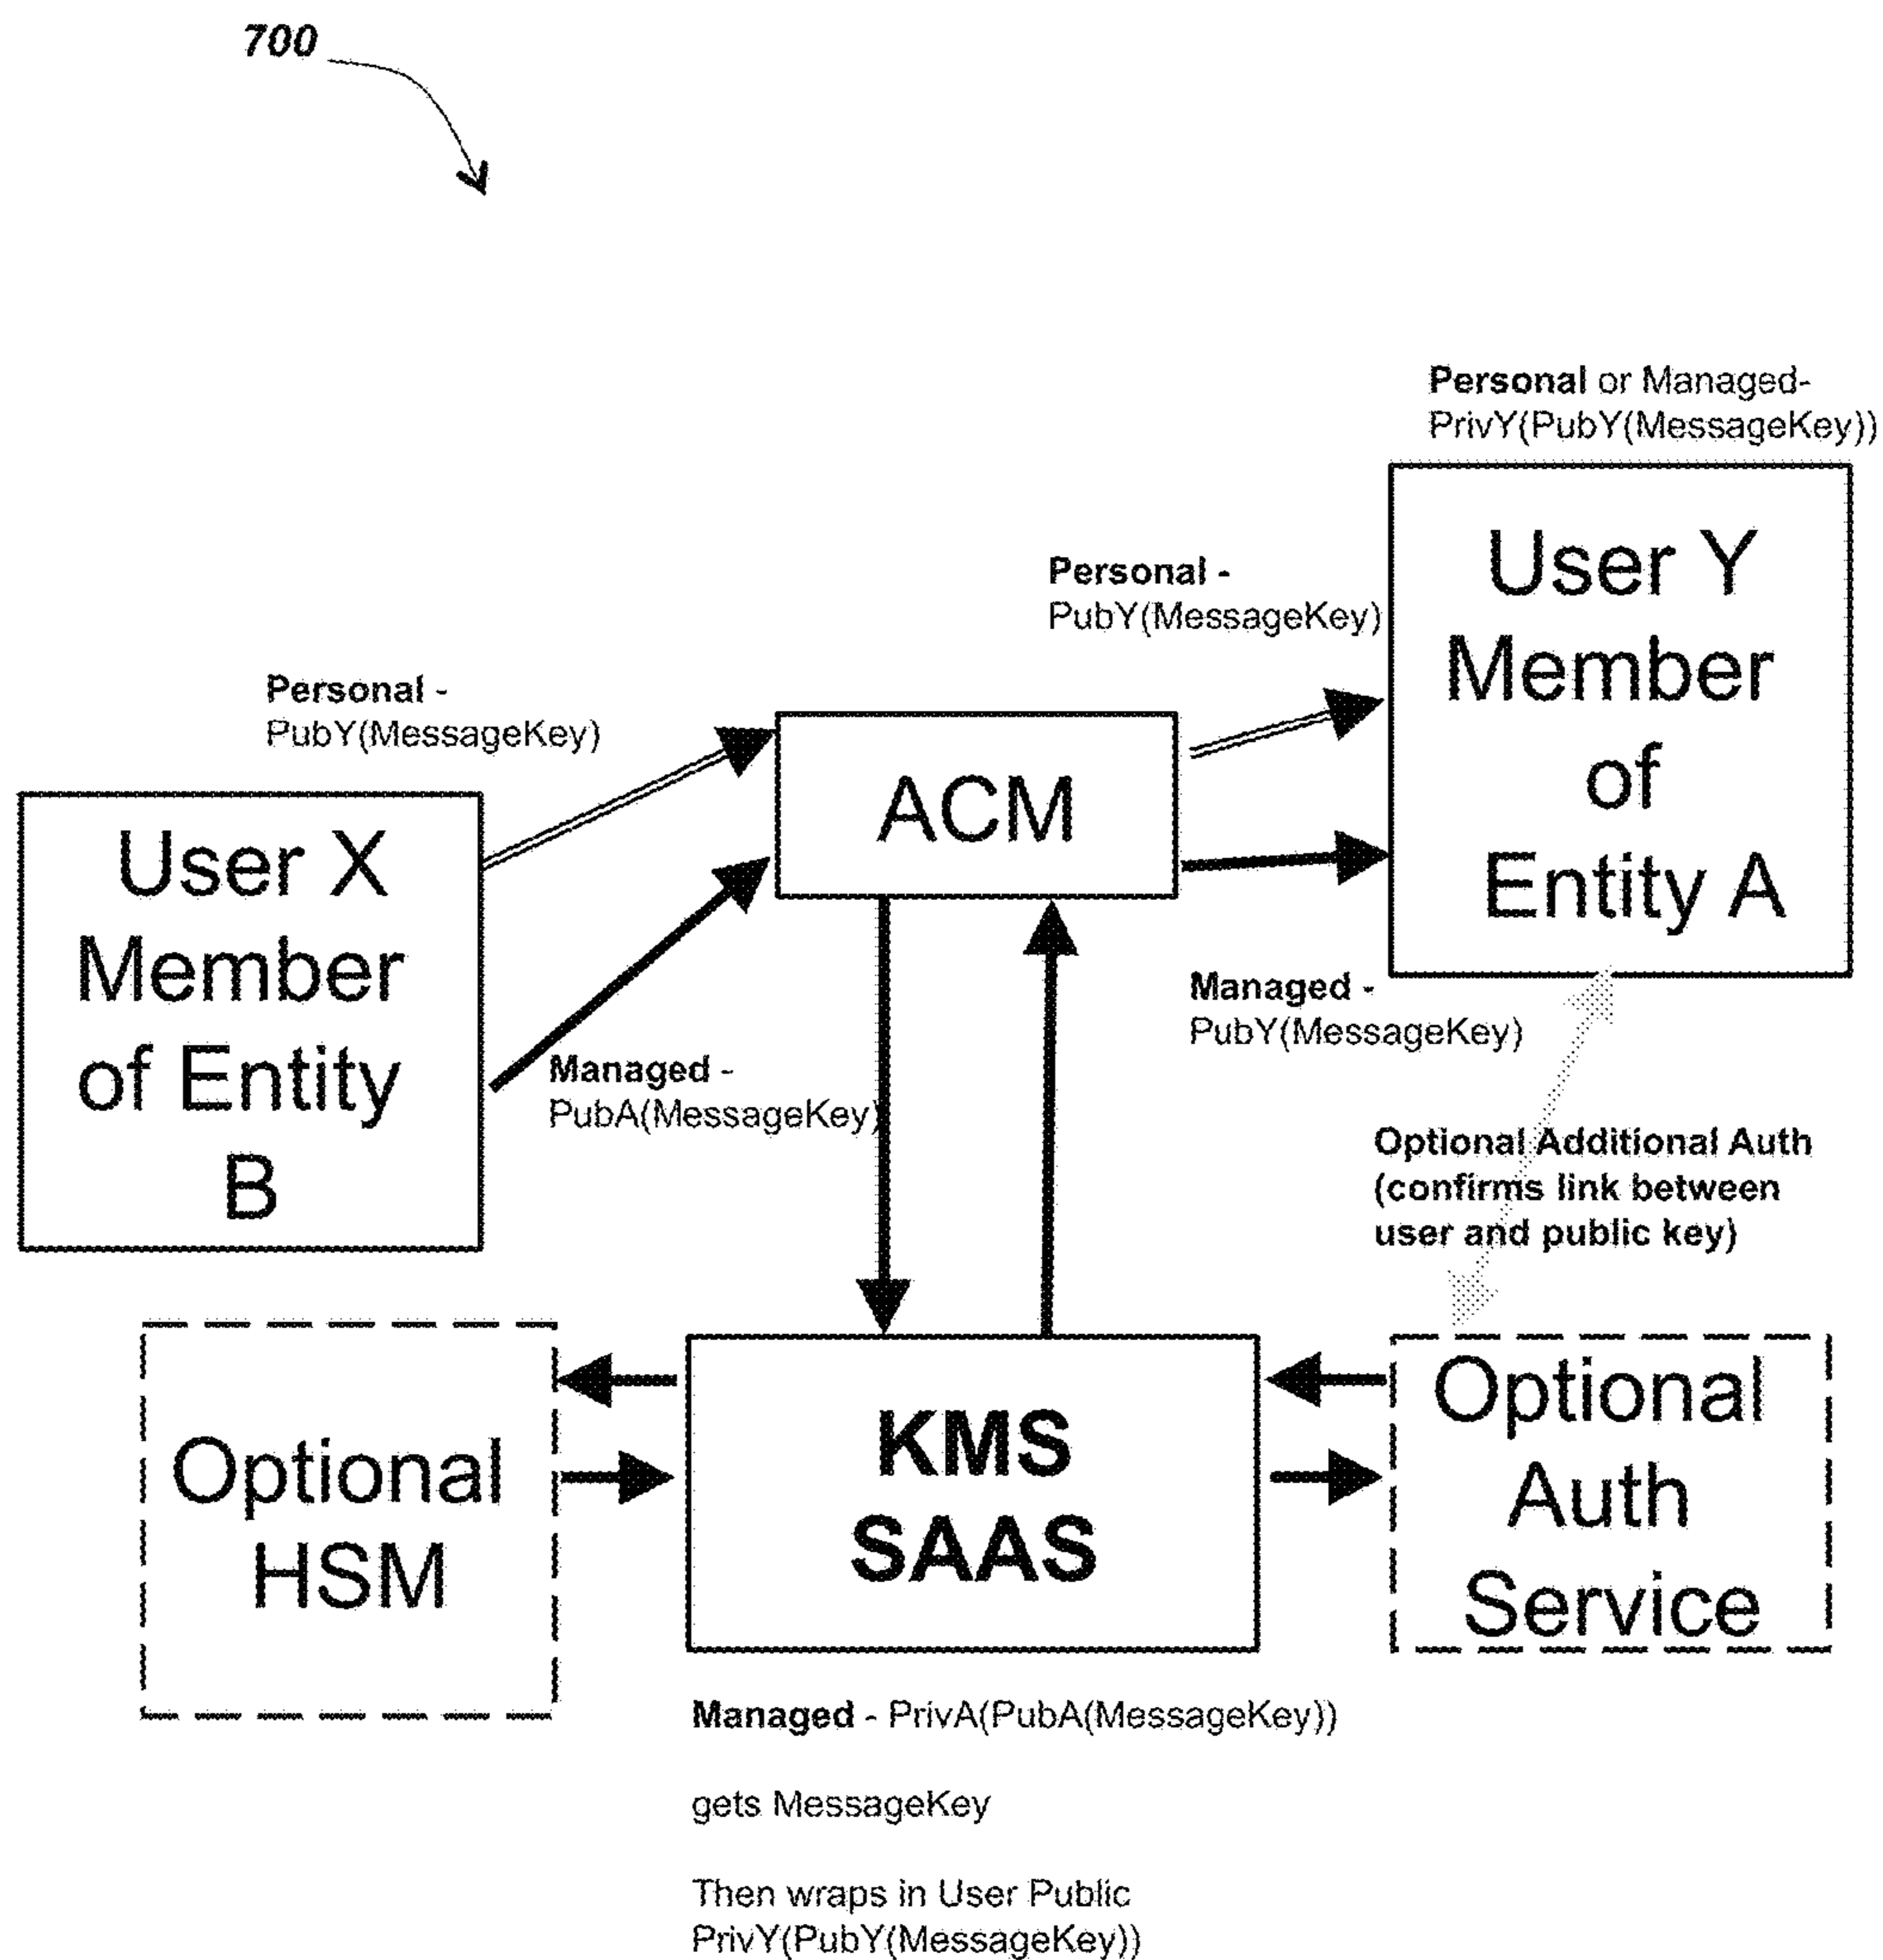 700
Personal or Managed-
PrivY(PubY(MessageKey))
User Y
Member
of
Entity A
Personal -
PubY(MessageKey)
Personal -
PubY(MessageKey)
ACM
User X
Member
of Entity
B
Managed -
PubA(MessageKey)
Managed -
PubY(MessageKey)
Optional Additional Auth
(confirms link between
user and public key)
Optional
HSM
KMS
SAAS
Optional
Auth
Service
Managed - PrivA(PubA(MessageKey))
gets MessageKey
Then wraps in User Public
PrivY(PubY(MessageKey))